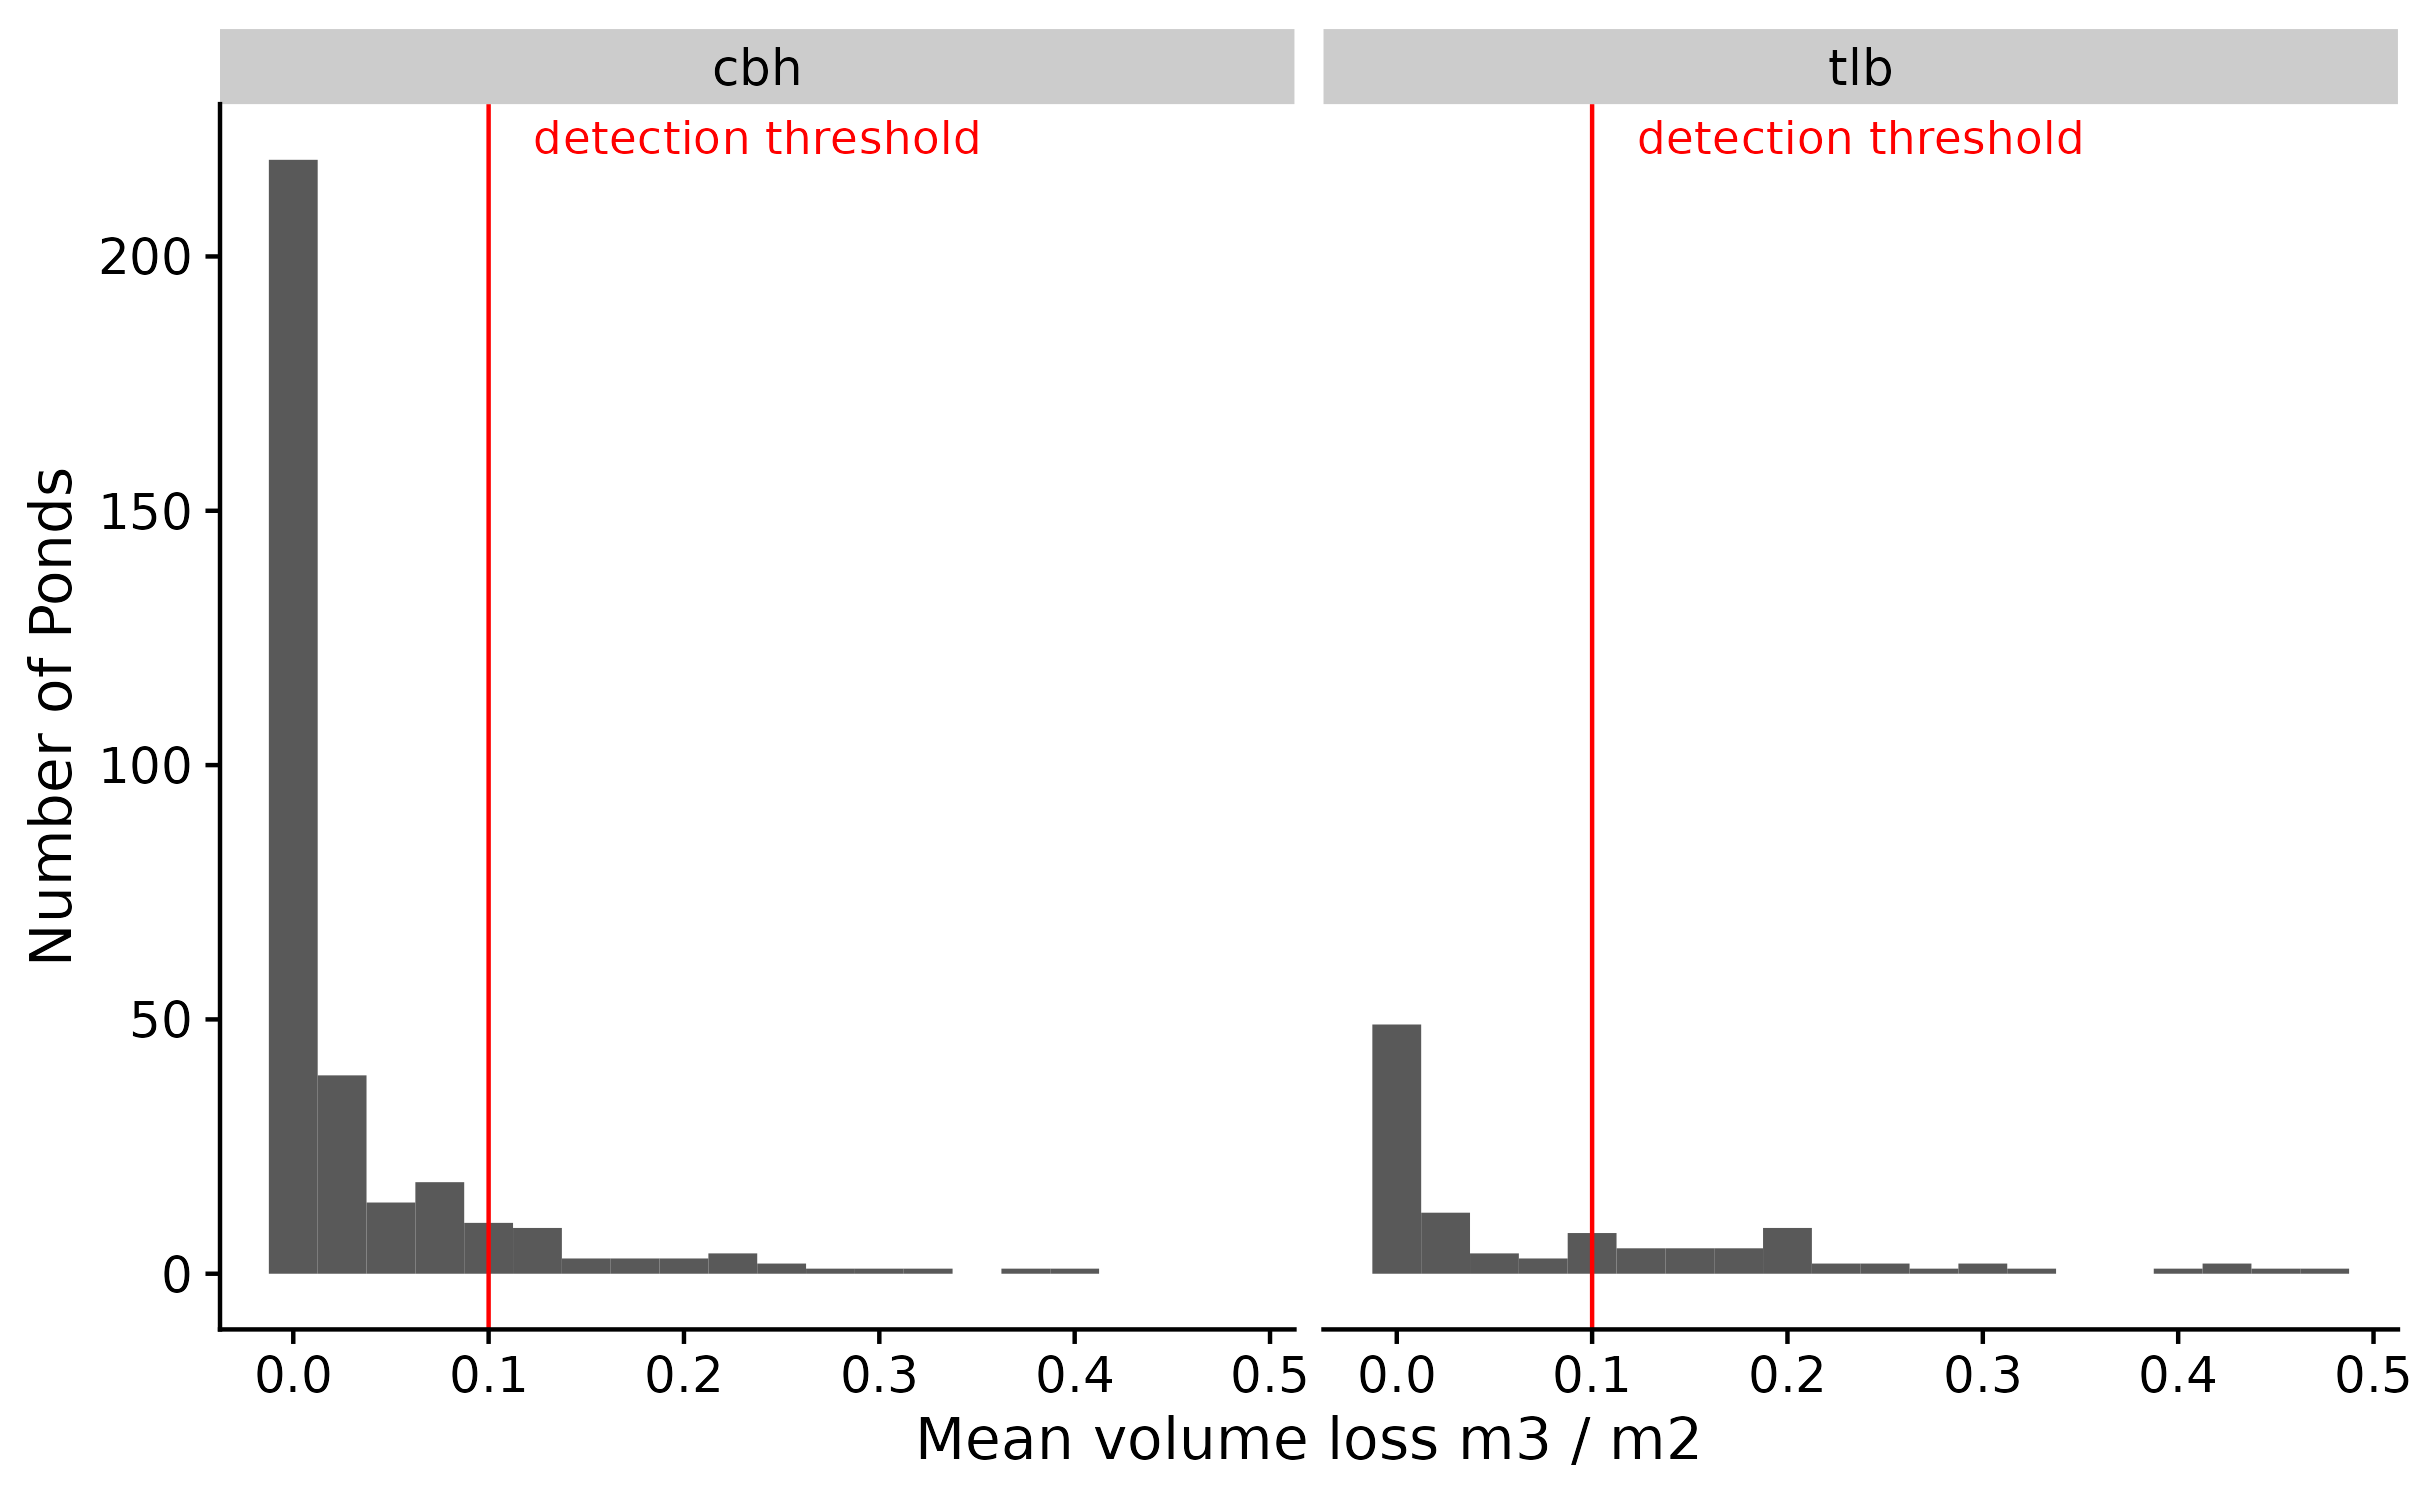 cbh
tlb
detection threshold
detection threshold
Number of Ponds
200
150
100
50
0
0.0 0.1 0.2 0.3 0.4 0.5
0.0 0.1 0.2 0.3 0.4 0.5
Mean volume loss m3 / m2